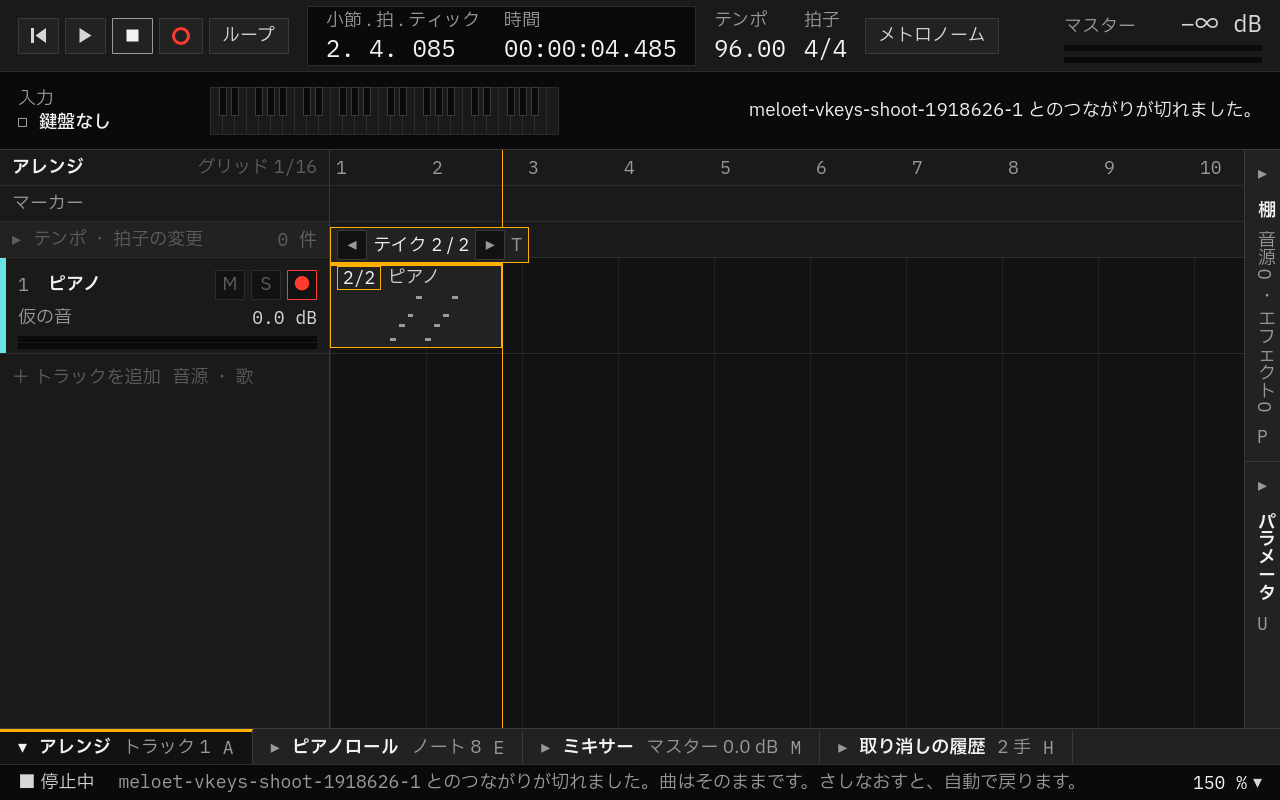 ループ
小節 . 拍 . ティック 時間
2. 4. 085 00:00:04.485
テンポ 拍子
96.00 4/4
メトロノーム
マスター −∞ dB
入力
鍵盤なし
meloet-vkeys-shoot-1918626-1 とのつながりが切れました。
アレンジ グリッド 1/16
1 2 3 4 5 6 7 8 9 10
マーカー
▸ テンポ ・ 拍子の変更 0 件
◂ テイク 2 / 2 ▸ T
1 ピアノ M S
2/2 ピアノ
仮の音 0.0 dB
＋ トラックを追加 音源 ・ 歌
▸ 棚 音源0 ・ エフェクト0 P
▸ パラメータ U
▾ アレンジ トラック 1 A
▸ ピアノロール ノート 8 E
▸ ミキサー マスター 0.0 dB M
▸ 取り消しの履歴 2 手 H
■ 停止中 meloet-vkeys-shoot-1918626-1 とのつながりが切れました。曲はそのままです。さしなおすと、自動で戻ります。 150 % ▾